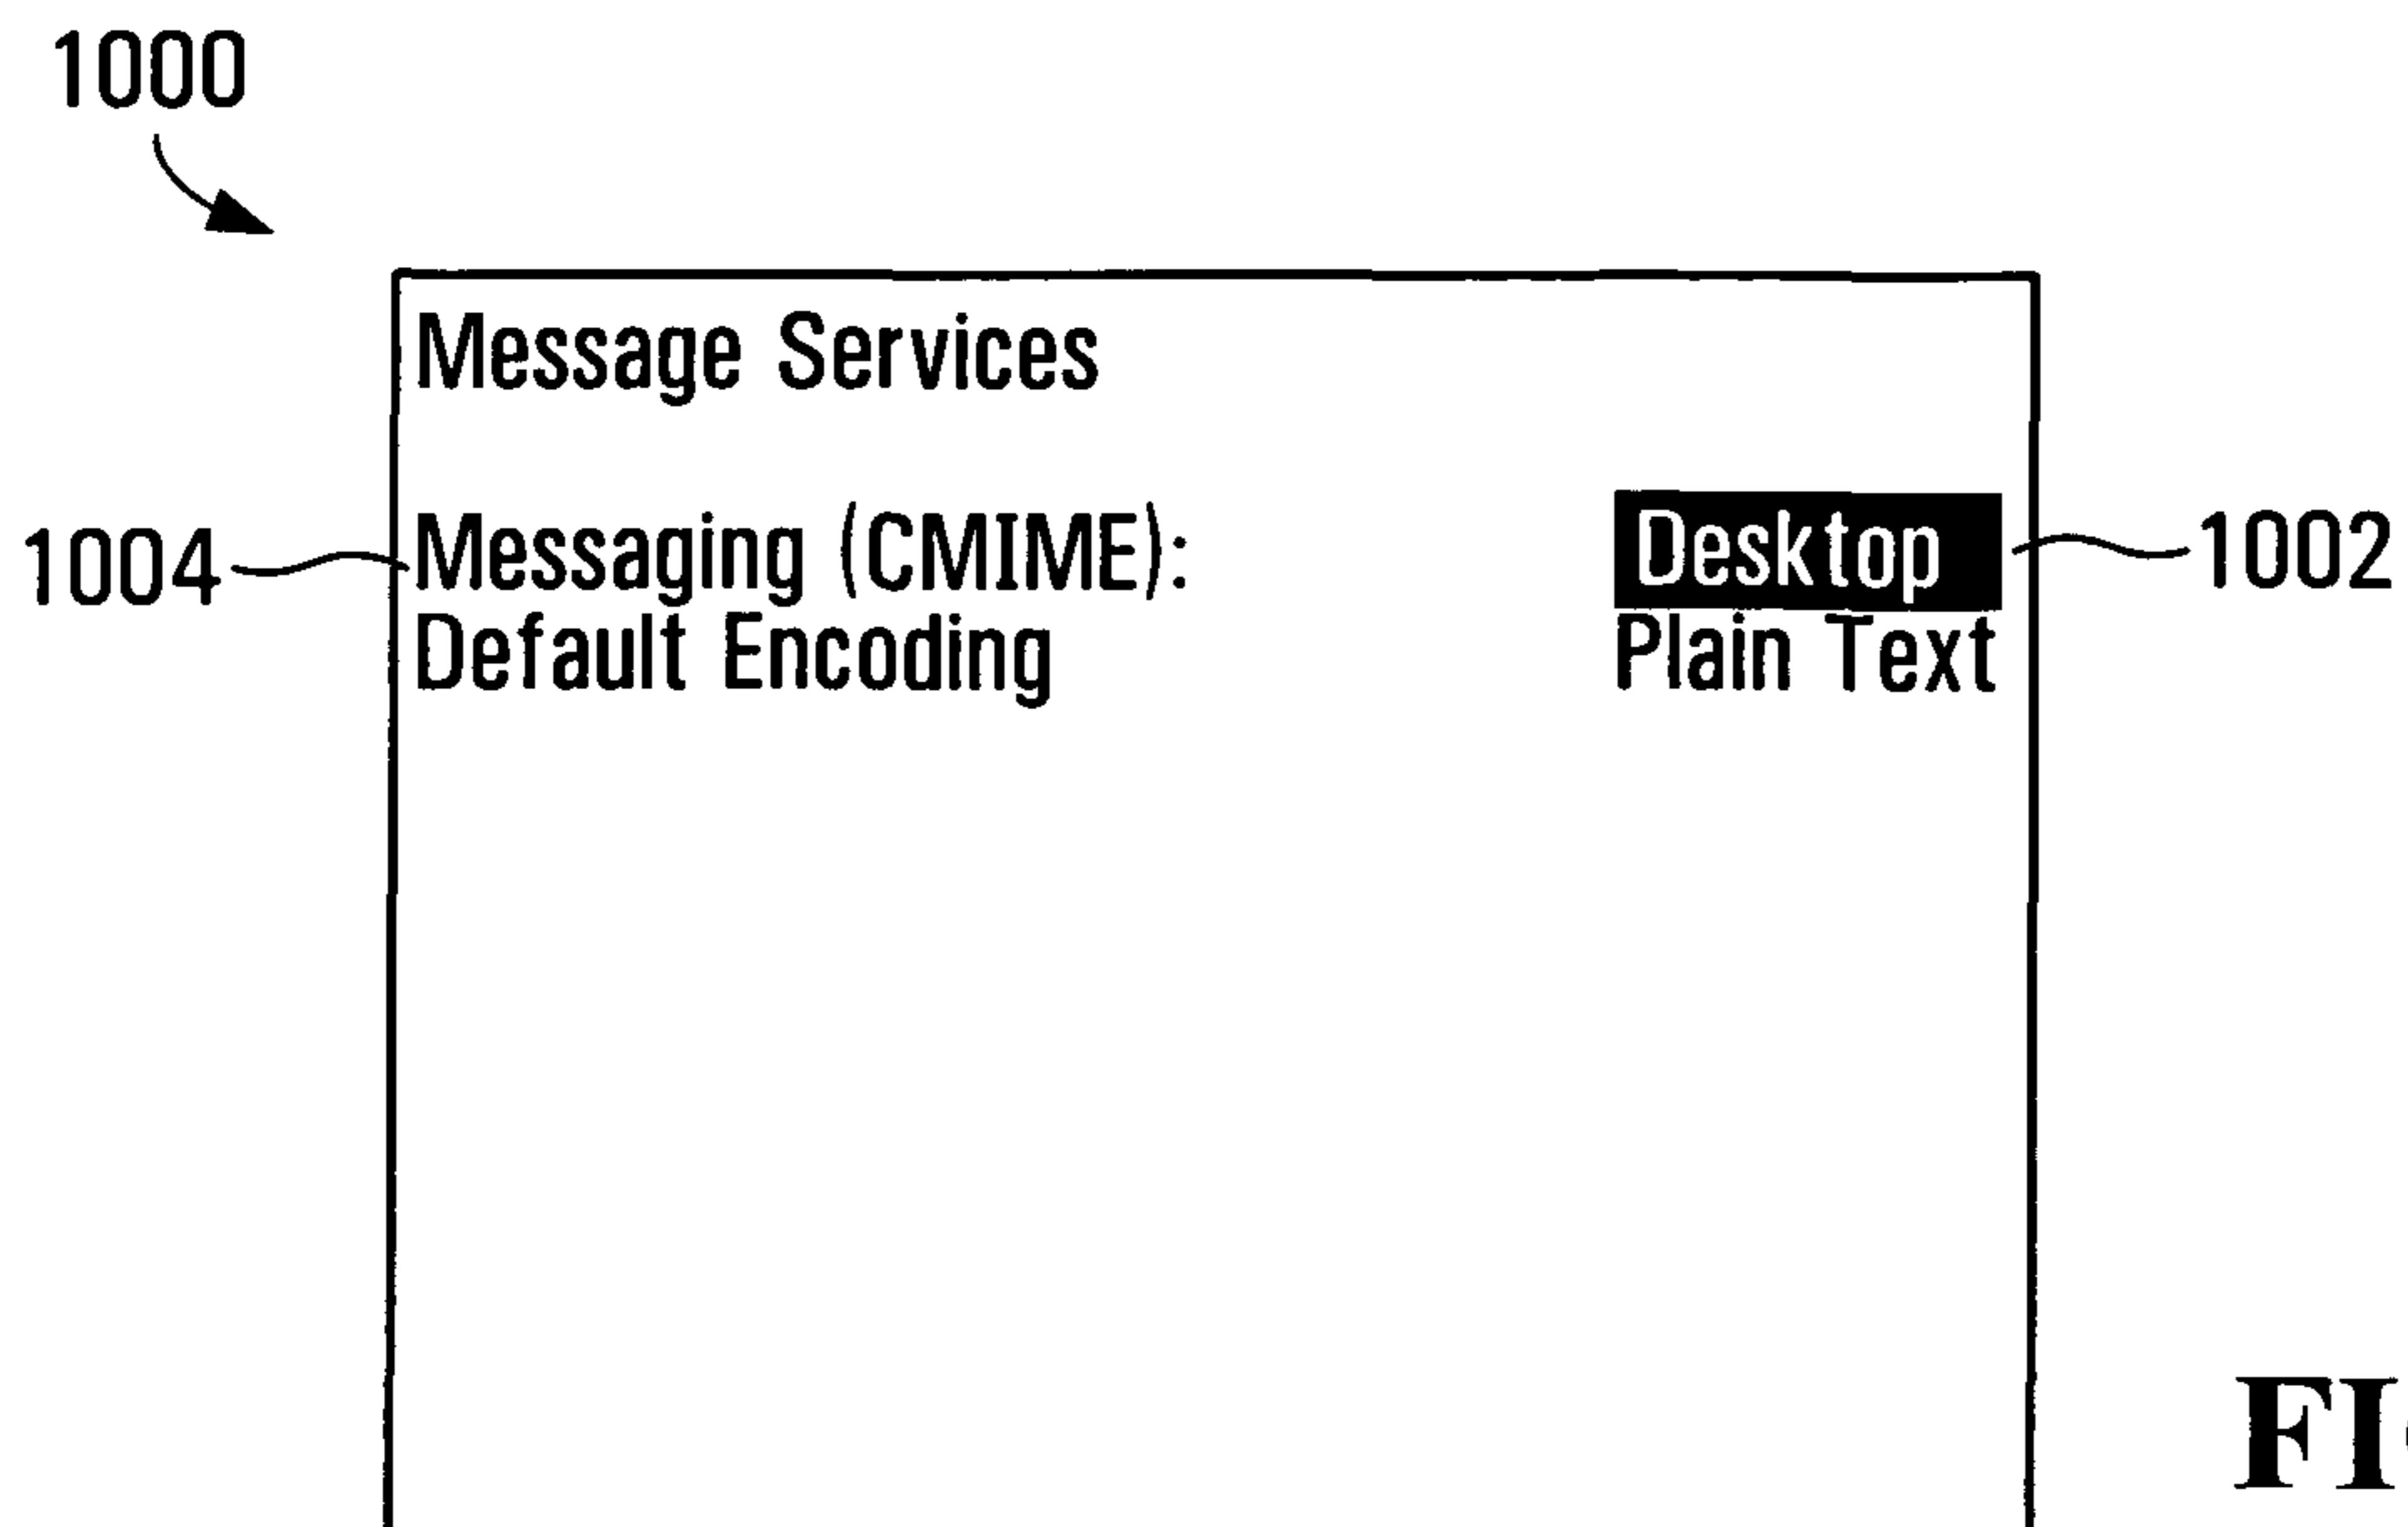 1000
Message Services
1004 Messaging (CMIME): Desktop 1002
Default Encoding Plain Text